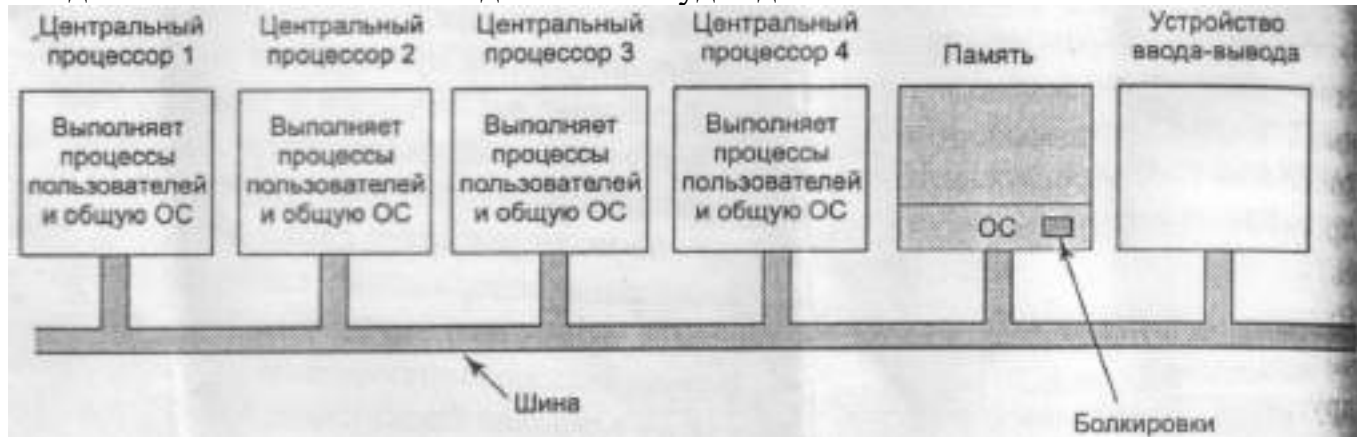 Центральный
процессор 1
Центральный
процессор 2
Центральный
процессор 3
Центральный
процессор 4
Память
Устройство
ввода-вывода
Выполняет
процессы
пользователей
и общую ОС
Выполняет
процессы
пользователей
и общую ОС
Выполняет
процессы
пользователей
и общую ОС
Выполняет
процессы
пользователей
и общую ОС
ОС
Шина
Болкировки